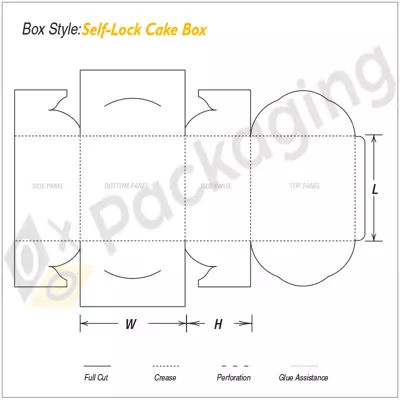 Box Style: Self-Lock Cake Box
SIDE PANEL
BOTTOM PANEL
SIDE PANEL
TOP PANEL
L
Packaging
W
H
Full Cut
Crease
Perforation
Glue Assistance